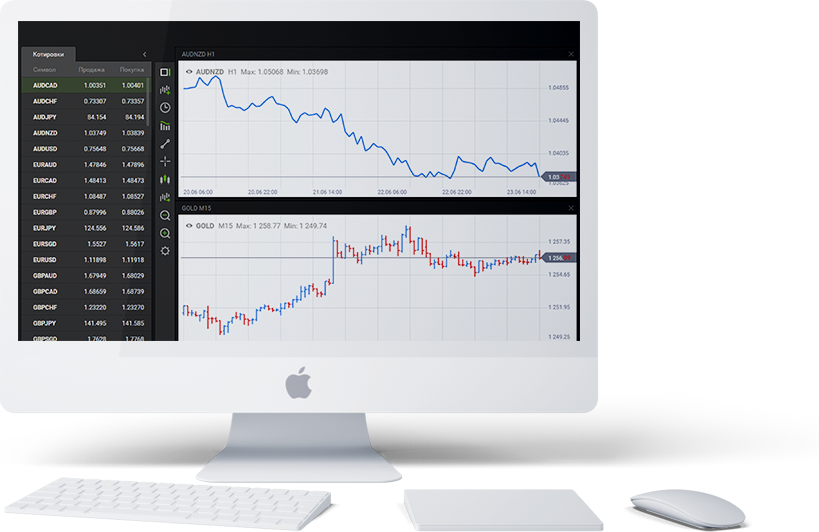 Котировки
Символ Продажа Покупка
AUDCAD 1.00351 1.00401
AUDCHF 0.73307 0.73357
AUDJPY 84.154 84.194
AUDNZD 1.03749 1.03839
AUDUSD 0.75648 0.75668
EURAUD 1.47846 1.47896
EURCAD 1.48413 1.48473
EURCHF 1.08487 1.08527
EURGBP 0.87996 0.88026
EURJPY 124.556 124.586
EURSGD 1.5527 1.5617
EURUSD 1.11898 1.11918
GBPAUD 1.67949 1.68029
GBPCAD 1.68659 1.68739
GBPCHF 1.23220 1.23270
GBPJPY 141.495 141.585
GBPSGD 1.7628 1.7768
AUDNZD H1
AUDNZD H1 Max: 1.05068 Min: 1.03698
1.04855
1.04445
1.04035
1.03
1.03625
20.06 06:00 20.06 22:00 21.06 14:00 22.06 06:00 22.06 22:00 23.06 14:00
GOLD M15
GOLD M15 Max: 1 258.77 Min: 1 249.74
1 257.35
1 256.
1 254.65
1 251.95
1 249.25